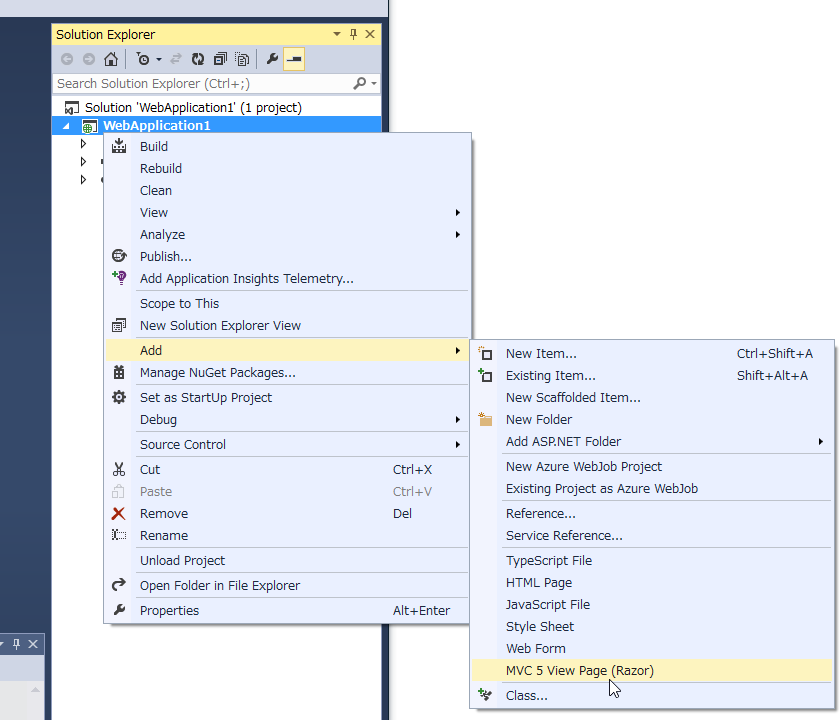 Solution Explorer
Search Solution Explorer (Ctrl+;)
Solution 'WebApplication1' (1 project)
WebApplication1
Build
Rebuild
Clean
View
Analyze
Publish...
Add Application Insights Telemetry...
Scope to This
New Solution Explorer View
Add
Manage NuGet Packages...
Set as StartUp Project
Debug
Source Control
Cut Ctrl+X
Paste Ctrl+V
Remove Del
Rename
Unload Project
Open Folder in File Explorer
Properties Alt+Enter
New Item... Ctrl+Shift+A
Existing Item... Shift+Alt+A
New Scaffolded Item...
New Folder
Add ASP.NET Folder
New Azure WebJob Project
Existing Project as Azure WebJob
Reference...
Service Reference...
TypeScript File
HTML Page
JavaScript File
Style Sheet
Web Form
MVC 5 View Page (Razor)
Class...